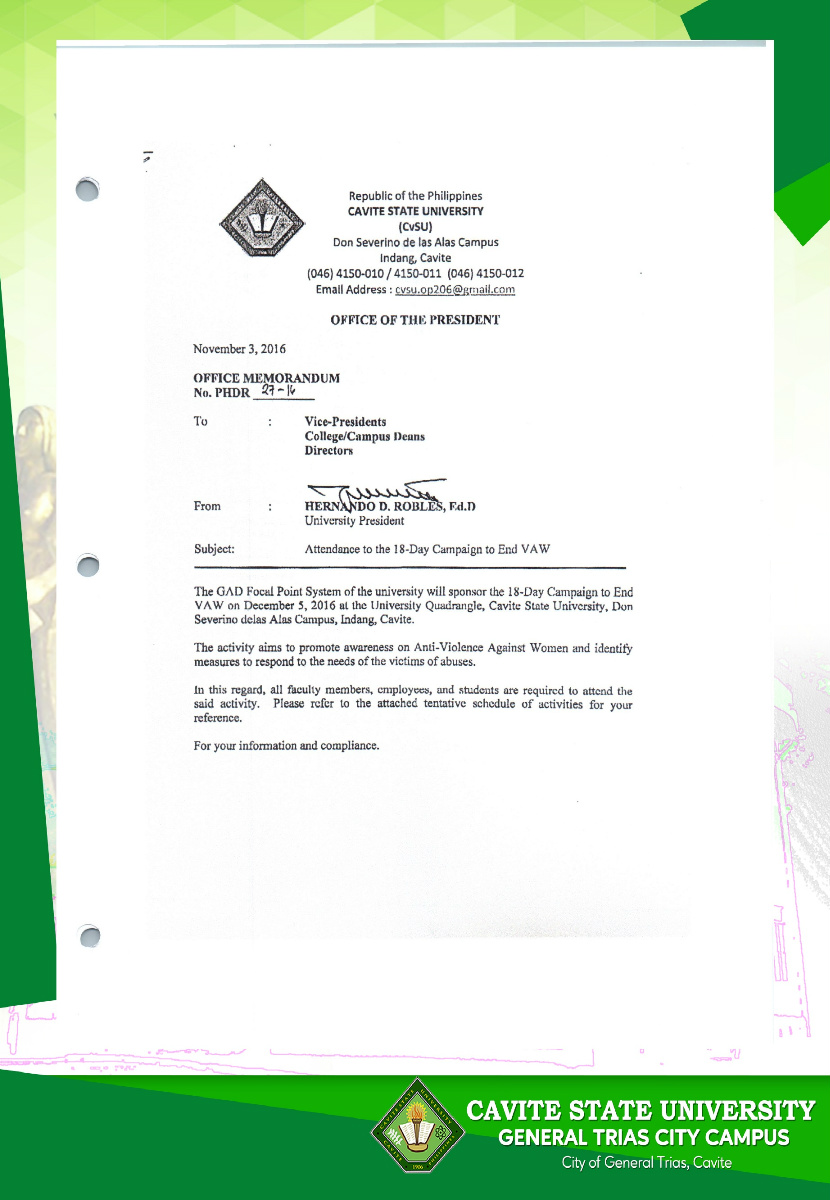 Republic of the Philippines
CAVITE STATE UNIVERSITY
(CvSU)
Don Severino de las Alas Campus
Indang, Cavite
(046) 4150-010 / 4150-011 (046) 4150-012
Email Address : cvsu.op206@gmail.com
OFFICE OF THE PRESIDENT
November 3, 2016
OFFICE MEMORANDUM
No. PHDR 27-16
To : Vice-Presidents
College/Campus Deans
Directors
From : HERNANDO D. ROBLES, Ed.D
University President
Subject: Attendance to the 18-Day Campaign to End VAW
The GAD Focal Point System of the university will sponsor the 18-Day Campaign to End
VAW on December 5, 2016 at the University Quadrangle, Cavite State University, Don
Severino delas Alas Campus, Indang, Cavite.
The activity aims to promote awareness on Anti-Violence Against Women and identify
measures to respond to the needs of the victims of abuses.
In this regard, all faculty members, employees, and students are required to attend the
said activity. Please refer to the attached tentative schedule of activities for your
reference.
For your information and compliance.
CAVITE STATE UNIVERSITY
GENERAL TRIAS CITY CAMPUS
City of General Trias, Cavite
1906